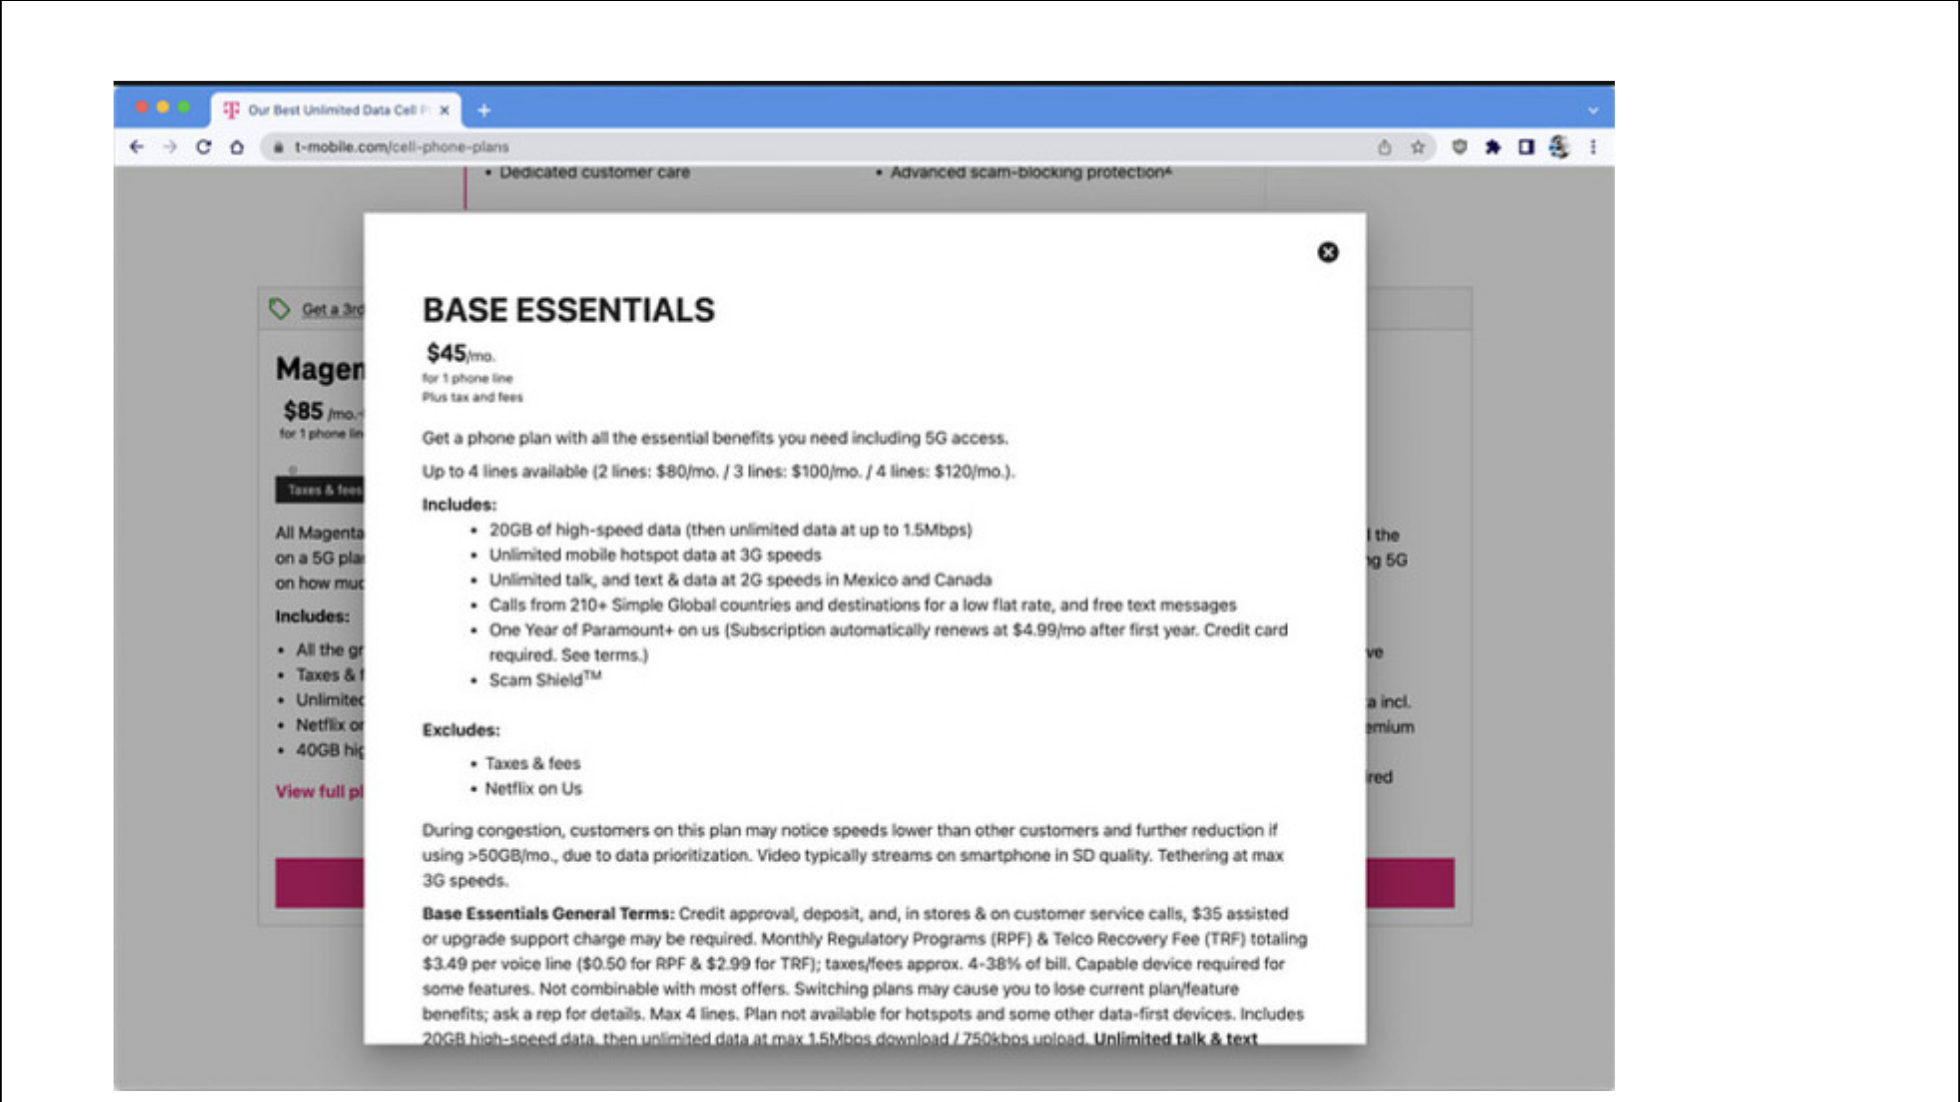 Our Best Unlimited Data Cell P
t-mobile.com/cell-phone-plans
• Dedicated customer care
• Advanced scam-blocking protection⁴
Get a 3rd
Magen
$85 /mo.
for 1 phone lin
Taxes & fees
All Magenta
on a 5G pla
on how muc
Includes:
• All the gr
• Taxes & f
• Unlimited
• Netflix or
• 40GB hig
View full pl
BASE ESSENTIALS
$45/mo.
for 1 phone line
Plus tax and fees
Get a phone plan with all the essential benefits you need including 5G access.
Up to 4 lines available (2 lines: $80/mo. / 3 lines: $100/mo. / 4 lines: $120/mo.).
Includes:
• 20GB of high-speed data (then unlimited data at up to 1.5Mbps)
• Unlimited mobile hotspot data at 3G speeds
• Unlimited talk, and text & data at 2G speeds in Mexico and Canada
• Calls from 210+ Simple Global countries and destinations for a low flat rate, and free text messages
• One Year of Paramount+ on us (Subscription automatically renews at $4.99/mo after first year. Credit card
required. See terms.)
• Scam Shield™
Excludes:
• Taxes & fees
• Netflix on Us
During congestion, customers on this plan may notice speeds lower than other customers and further reduction if
using >50GB/mo., due to data prioritization. Video typically streams on smartphone in SD quality. Tethering at max
3G speeds.
Base Essentials General Terms: Credit approval, deposit, and, in stores & on customer service calls, $35 assisted
or upgrade support charge may be required. Monthly Regulatory Programs (RPF) & Telco Recovery Fee (TRF) totaling
$3.49 per voice line ($0.50 for RPF & $2.99 for TRF); taxes/fees approx. 4-38% of bill. Capable device required for
some features. Not combinable with most offers. Switching plans may cause you to lose current plan/feature
benefits; ask a rep for details. Max 4 lines. Plan not available for hotspots and some other data-first devices. Includes
20GB high-speed data, then unlimited data at max 1.5Mbps download / 750kbps upload. Unlimited talk & text
l the
ng 5G
ve
a incl.
emium
red